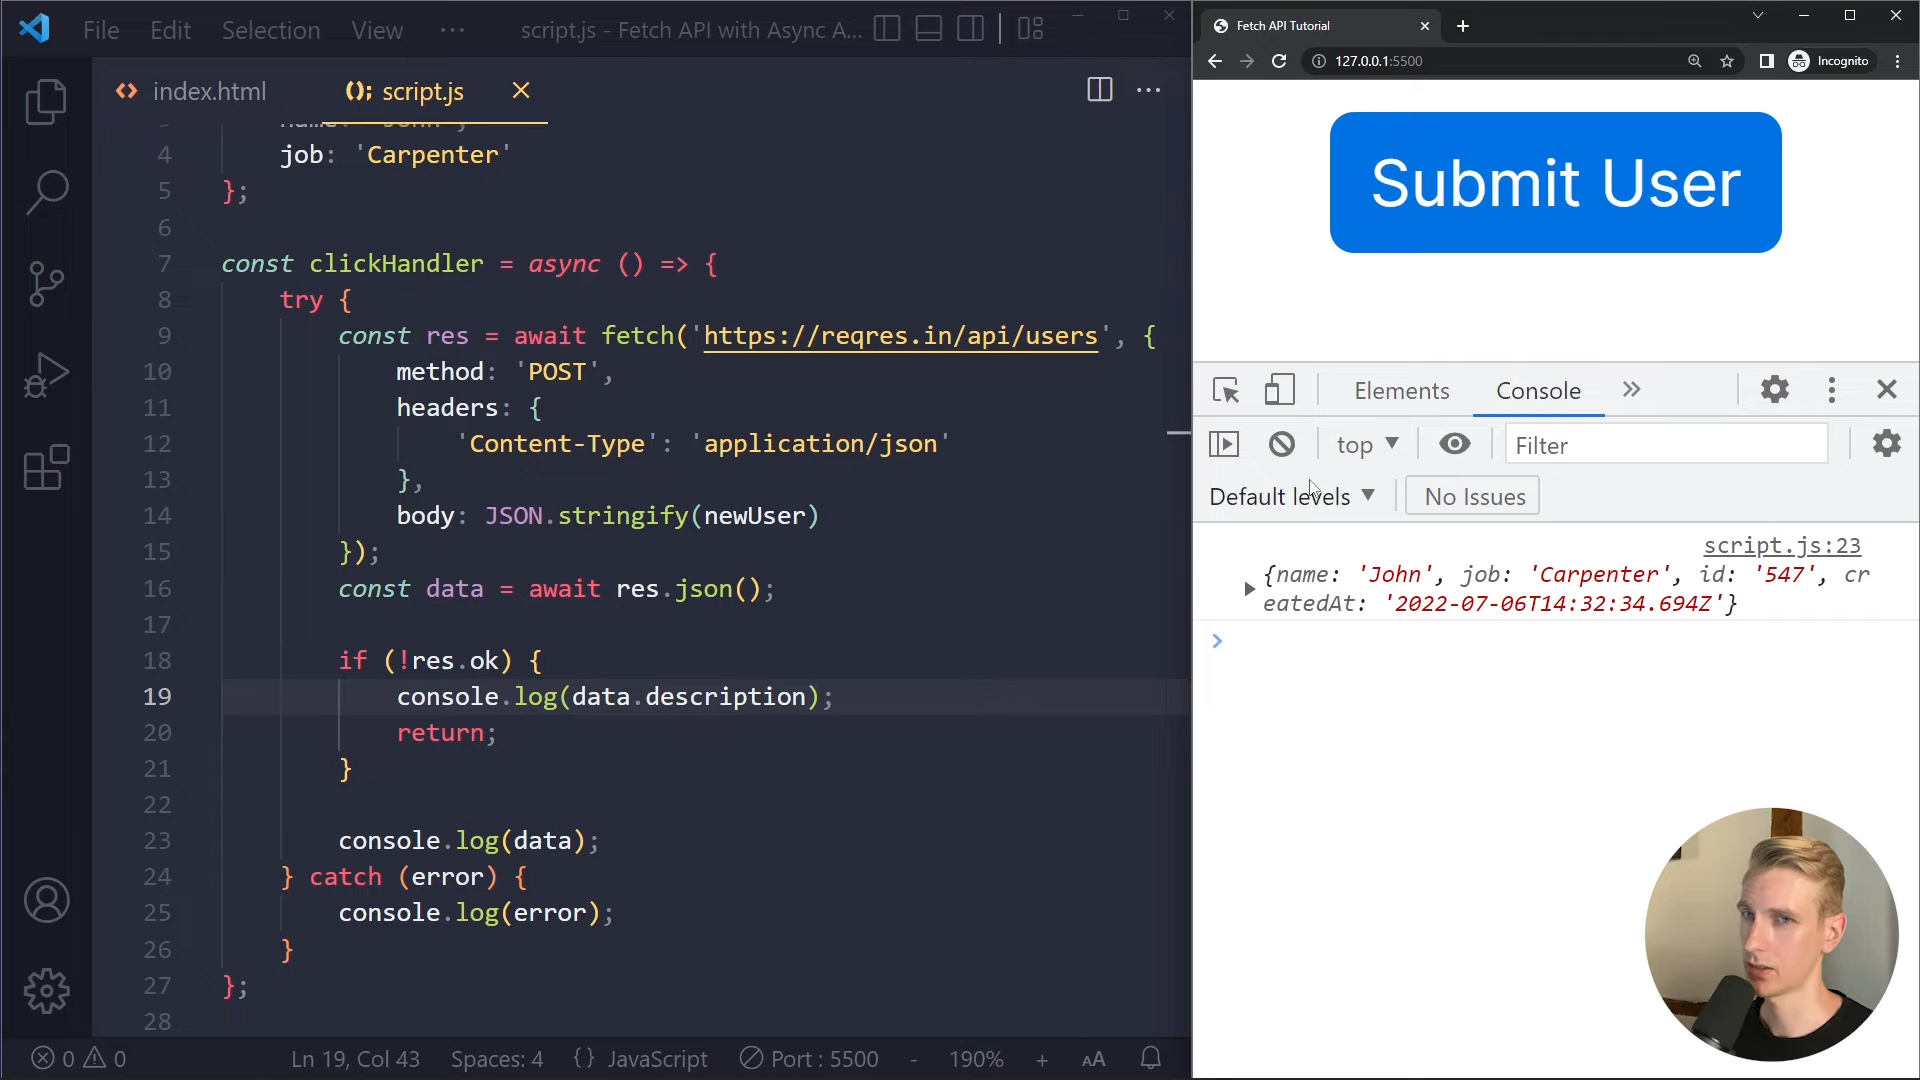 File Edit Selection View ··· script.js - Fetch API with Async A...
index.html
script.js
4 job: 'Carpenter'
5 };
6
7 const clickHandler = async () => {
8 try {
9 const res = await fetch('https://reqres.in/api/users', {
10 method: 'POST',
11 headers: {
12 'Content-Type': 'application/json'
13 },
14 body: JSON.stringify(newUser)
15 });
16 const data = await res.json();
17
18 if (!res.ok) {
19 console.log(data.description);
20 return;
21 }
22
23 console.log(data);
24 } catch (error) {
25 console.log(error);
26 }
27 };
28
0 0 Ln 19, Col 43 Spaces: 4 {} JavaScript Port : 5500 - 190% + AA
Fetch API Tutorial
127.0.0.1:5500
Incognito
Submit User
Elements Console »
top Filter
Default levels No Issues
script.js:23
{name: 'John', job: 'Carpenter', id: '547', cr
eatedAt: '2022-07-06T14:32:34.694Z'}
>